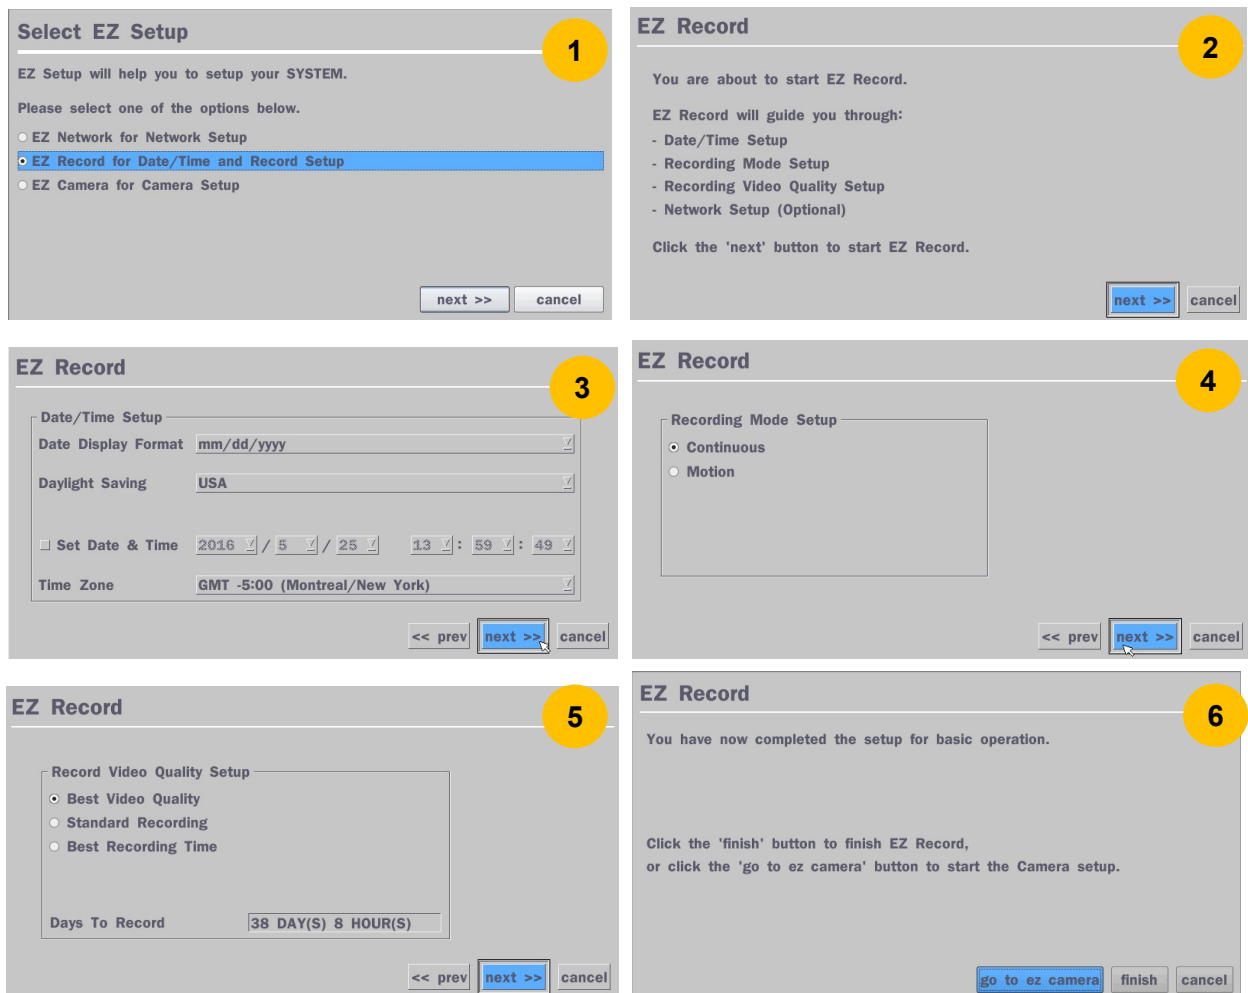 Select EZ Setup
1
EZ Setup will help you to setup your SYSTEM.
Please select one of the options below.
EZ Network for Network Setup
EZ Record for Date/Time and Record Setup
EZ Camera for Camera Setup
next >> cancel
EZ Record
2
You are about to start EZ Record.
EZ Record will guide you through:
- Date/Time Setup
- Recording Mode Setup
- Recording Video Quality Setup
- Network Setup (Optional)
Click the 'next' button to start EZ Record.
next >> cancel
EZ Record
3
Date/Time Setup
Date Display Format mm/dd/yyyy
Daylight Saving USA
Set Date & Time 2016 / 5 / 25 13 : 59 : 49
Time Zone GMT -5:00 (Montreal/New York)
<< prev next >> cancel
EZ Record
4
Recording Mode Setup
Continuous
Motion
<< prev next >> cancel
EZ Record
5
Record Video Quality Setup
Best Video Quality
Standard Recording
Best Recording Time
Days To Record 38 DAY(S) 8 HOUR(S)
<< prev next >> cancel
EZ Record
6
You have now completed the setup for basic operation.
Click the 'finish' button to finish EZ Record,
or click the 'go to ez camera' button to start the Camera setup.
go to ez camera finish cancel